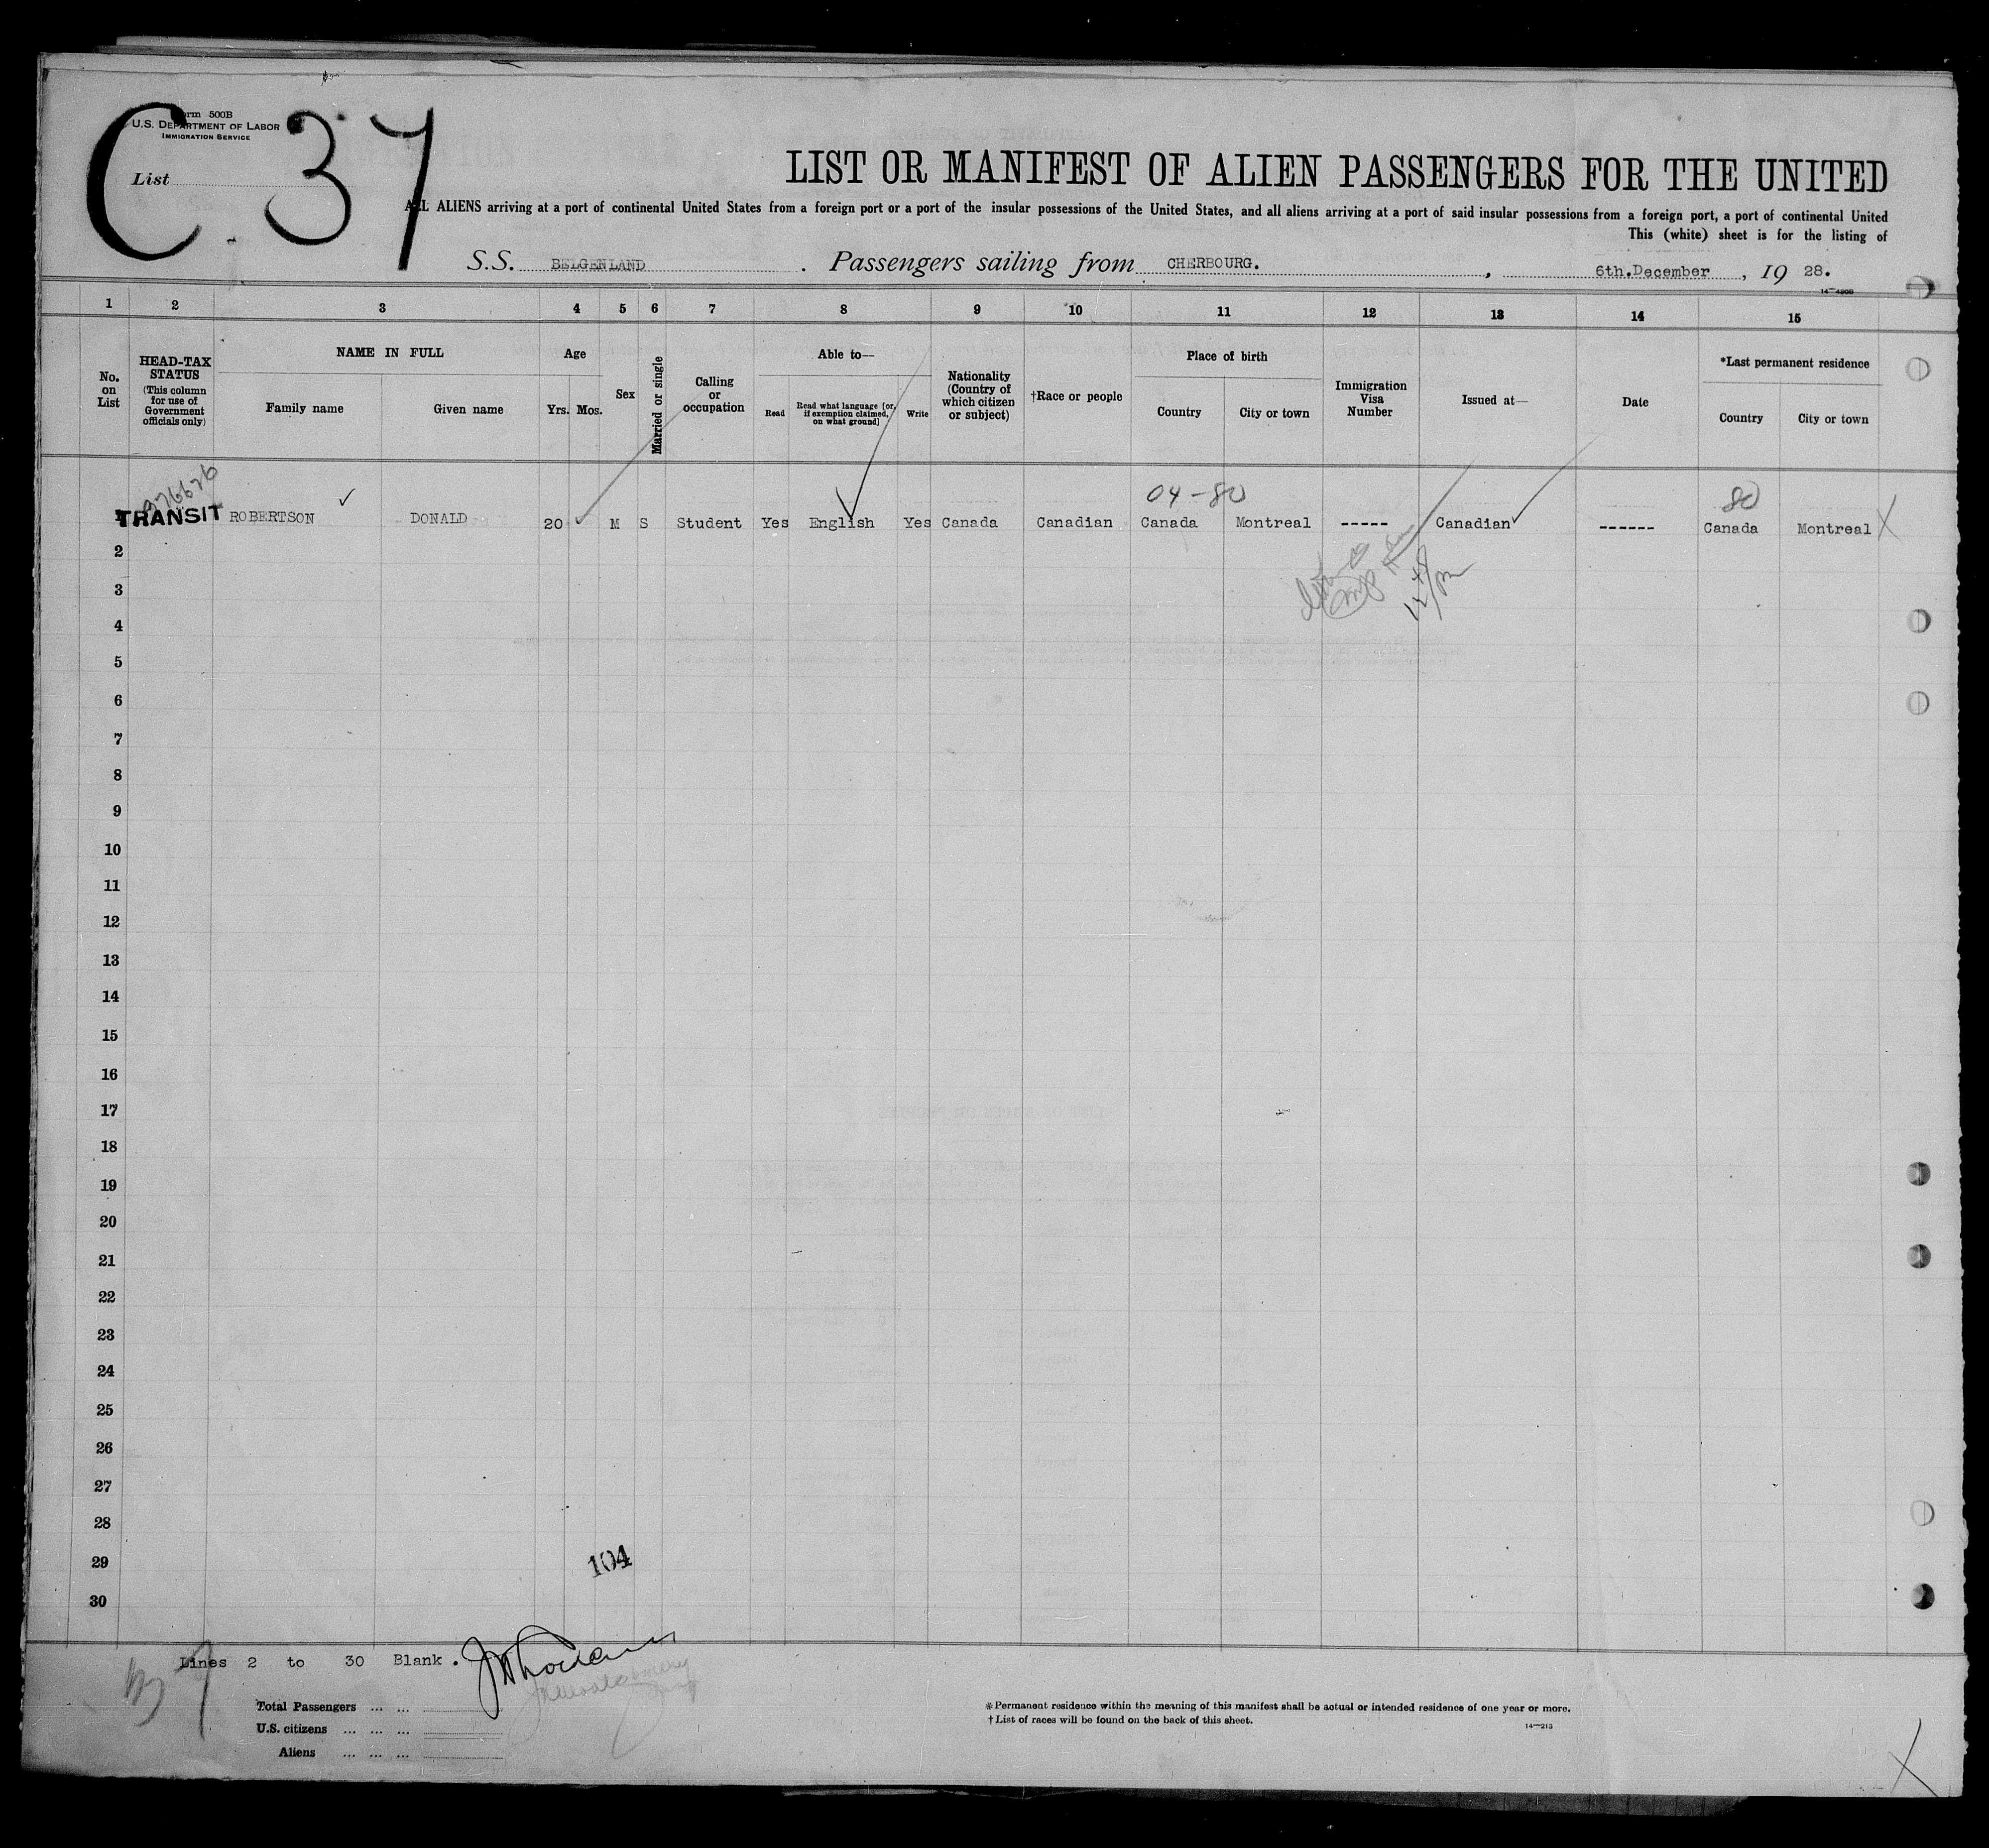 C 37
Form 500B
U.S. DEPARTMENT OF LABOR
IMMIGRATION SERVICE
List
LIST OR MANIFEST OF ALIEN PASSENGERS FOR THE UNITED
ALL ALIENS arriving at a port of continental United States from a foreign port or a port of the insular possessions of the United States, and all aliens arriving at a port of said insular possessions from a foreign port, a port of continental United
This (white) sheet is for the listing of
S.S. BELGENLAND . Passengers sailing from CHERBOURG. , 6th.December , 19 28.
1 2 3 4 5 6 7 8 9 10 11 12 13 14 15
No. on List
HEAD-TAX STATUS
(This column for use of Government officials only)
NAME IN FULL
Family name
Given name
Age
Yrs. Mos.
Sex
Married or single
Calling or occupation
Able to—
Read
Read what language [or, if exemption claimed, on what ground]
Write
Nationality (Country of which citizen or subject)
†Race or people
Place of birth
Country
City or town
Immigration Visa Number
Issued at—
Date
*Last permanent residence
Country
City or town
976676
04-80
80
1 TRANSIT ROBERTSON DONALD 20 M S Student Yes English Yes Canada Canadian Canada Montreal ----- Canadian ------ Canada Montreal X
2
3
4
5
6
7
8
9
10
11
12
13
14
15
16
17
18
19
20
21
22
23
24
25
26
27
28
29
104
30
Lines 2 to 30 Blank.
Total Passengers ... ...
U.S. citizens ... ... ...
Aliens ... ... ...
*Permanent residence within the meaning of this manifest shall be actual or intended residence of one year or more.
†List of races will be found on the back of this sheet.
14—213
X